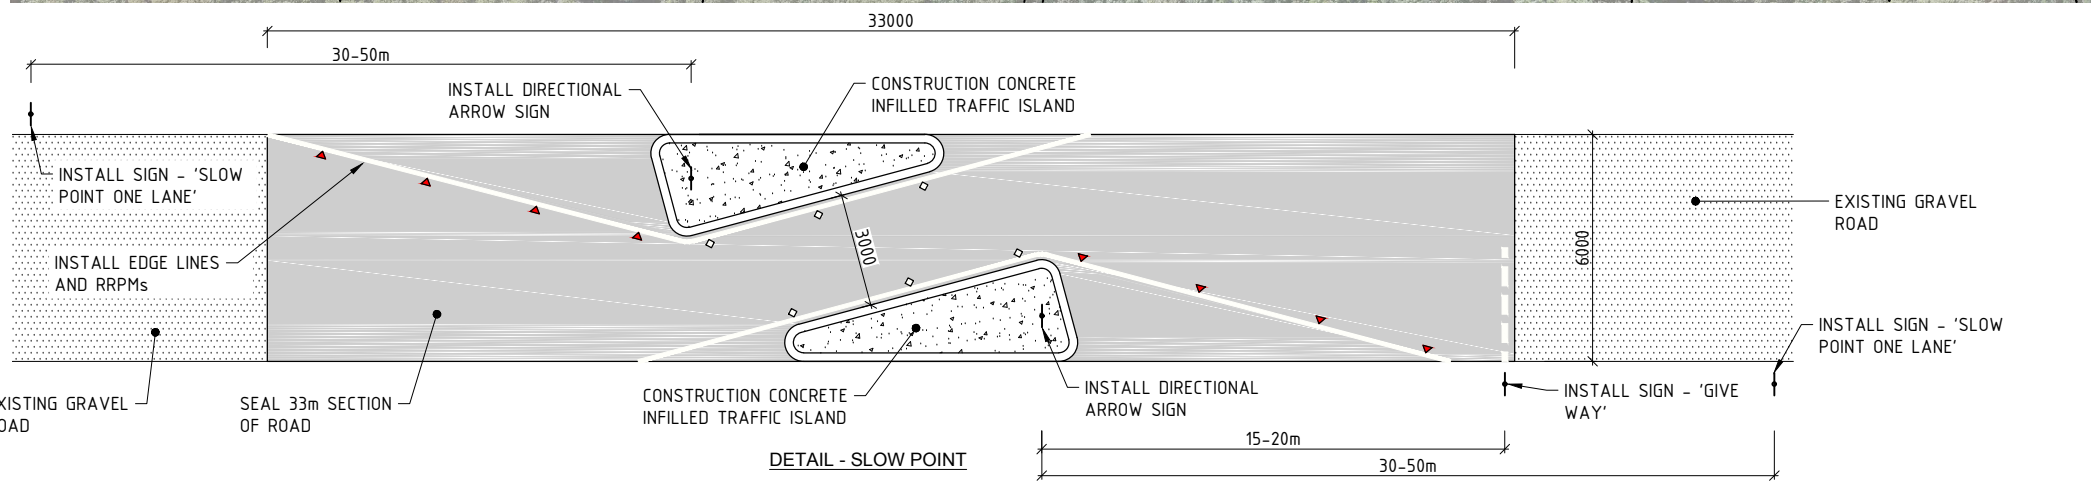 33000
30-50m
INSTALL DIRECTIONAL
ARROW SIGN
CONSTRUCTION CONCRETE
INFILLED TRAFFIC ISLAND
INSTALL SIGN - 'SLOW
POINT ONE LANE'
EXISTING GRAVEL
ROAD
3000
6000
INSTALL EDGE LINES
AND RRPMs
INSTALL SIGN - 'SLOW
POINT ONE LANE'
XISTING GRAVEL
OAD
SEAL 33m SECTION
OF ROAD
CONSTRUCTION CONCRETE
INFILLED TRAFFIC ISLAND
INSTALL DIRECTIONAL
ARROW SIGN
INSTALL SIGN - 'GIVE
WAY'
15-20m
30-50m
DETAIL - SLOW POINT